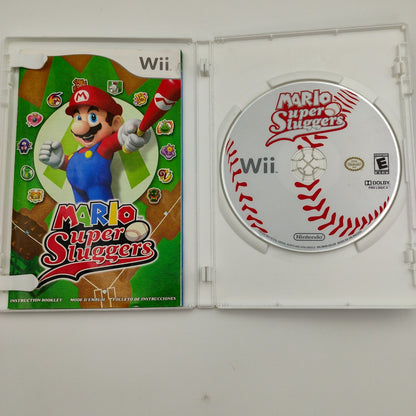 Wii
MARIO
Super
Sluggers
INSTRUCTION BOOKLET
MODE D'EMPLOI
FOLLETO DE INSTRUCCIONES
MARIO
Super
Sluggers
Wii
E
DOLBY
Nintendo